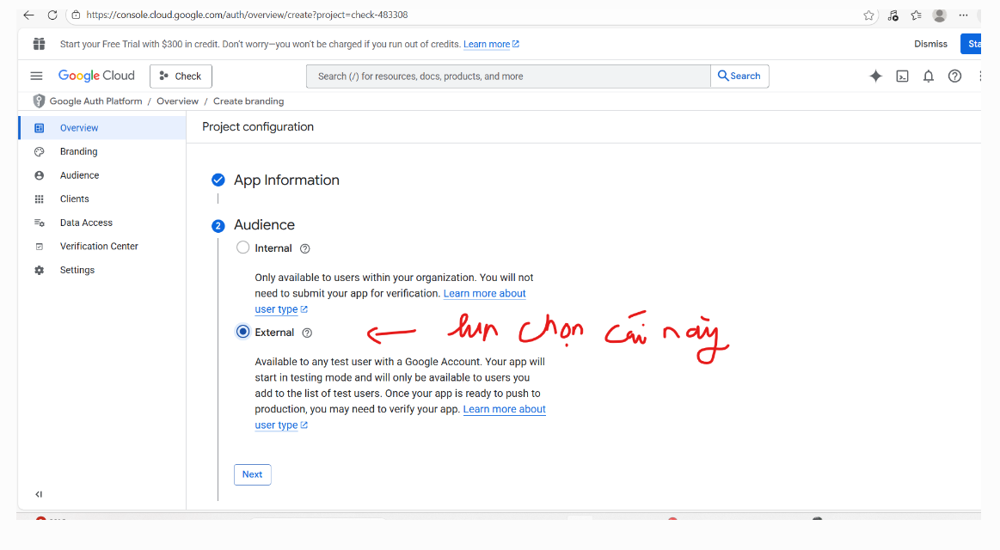 https://console.cloud.google.com/auth/overview/create?project=check-483308
Start your Free Trial with $300 in credit. Don't worry—you won't be charged if you run out of credits. Learn more
Dismiss
Google Cloud
Check
Search (/) for resources, docs, products, and more
Search
Google Auth Platform / Overview / Create branding
Overview
Branding
Audience
Clients
Data Access
Verification Center
Settings
Project configuration
App Information
2 Audience
Internal
Only available to users within your organization. You will not
need to submit your app for verification. Learn more about
user type
External
chọn cái này
Available to any test user with a Google Account. Your app will
start in testing mode and will only be available to users you
add to the list of test users. Once your app is ready to push to
production, you may need to verify your app. Learn more about
user type
Next